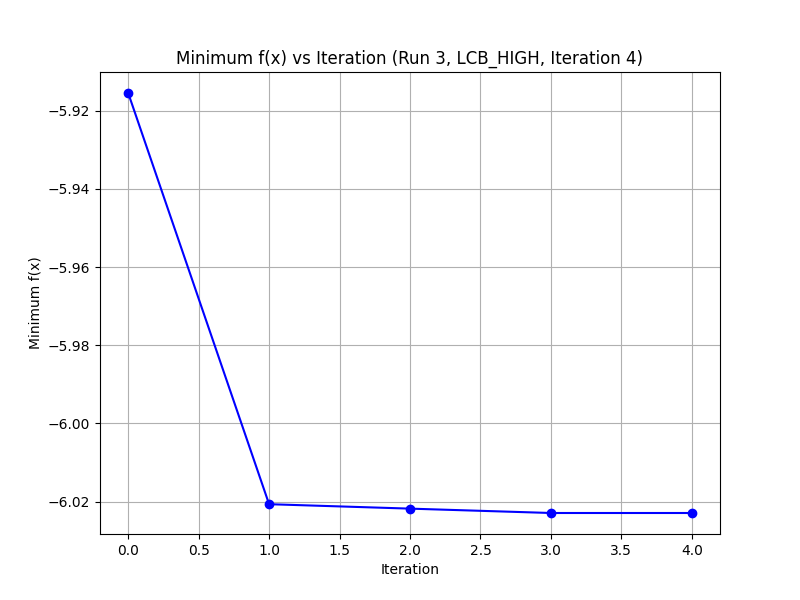 Minimum f(x) vs Iteration (Run 3, LCB_HIGH, Iteration 4)
Minimum f(x)
−5.92
−5.94
−5.96
−5.98
−6.00
−6.02
0.0 0.5 1.0 1.5 2.0 2.5 3.0 3.5 4.0
Iteration